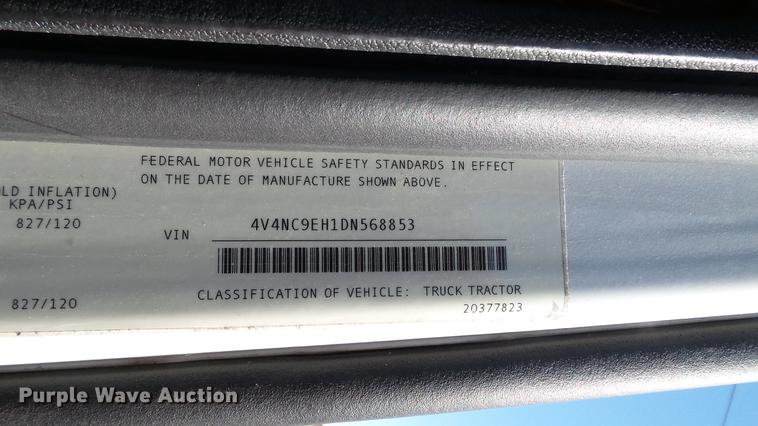 FEDERAL MOTOR VEHICLE SAFETY STANDARDS IN EFFECT
ON THE DATE OF MANUFACTURE SHOWN ABOVE.
LD INFLATION)
KPA/PSI
827/120
VIN 4V4NC9EH1DN568853
CLASSIFICATION OF VEHICLE: TRUCK TRACTOR
827/120
20377823
Purple Wave Auction